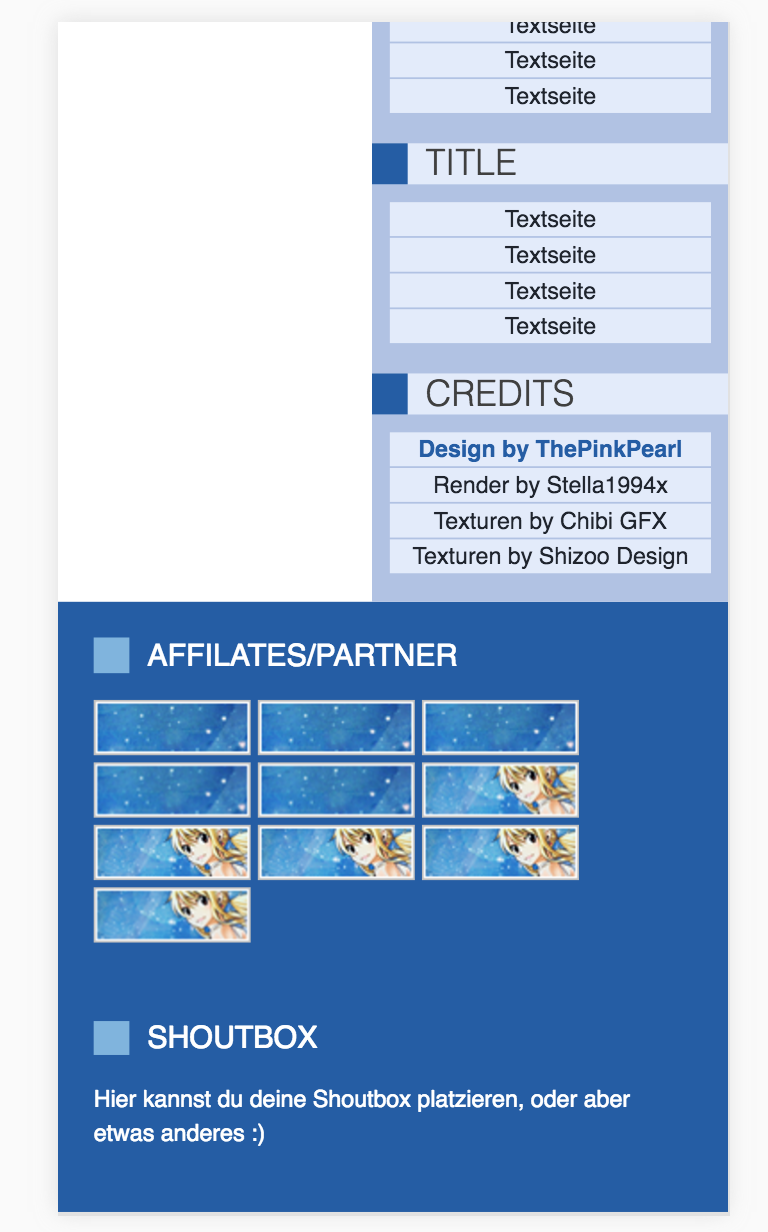 Textseite
Textseite
Textseite
TITLE
Textseite
Textseite
Textseite
Textseite
CREDITS
Design by ThePinkPearl
Render by Stella1994x
Texturen by Chibi GFX
Texturen by Shizoo Design
AFFILATES/PARTNER
SHOUTBOX
Hier kannst du deine Shoutbox platzieren, oder aber
etwas anderes :)